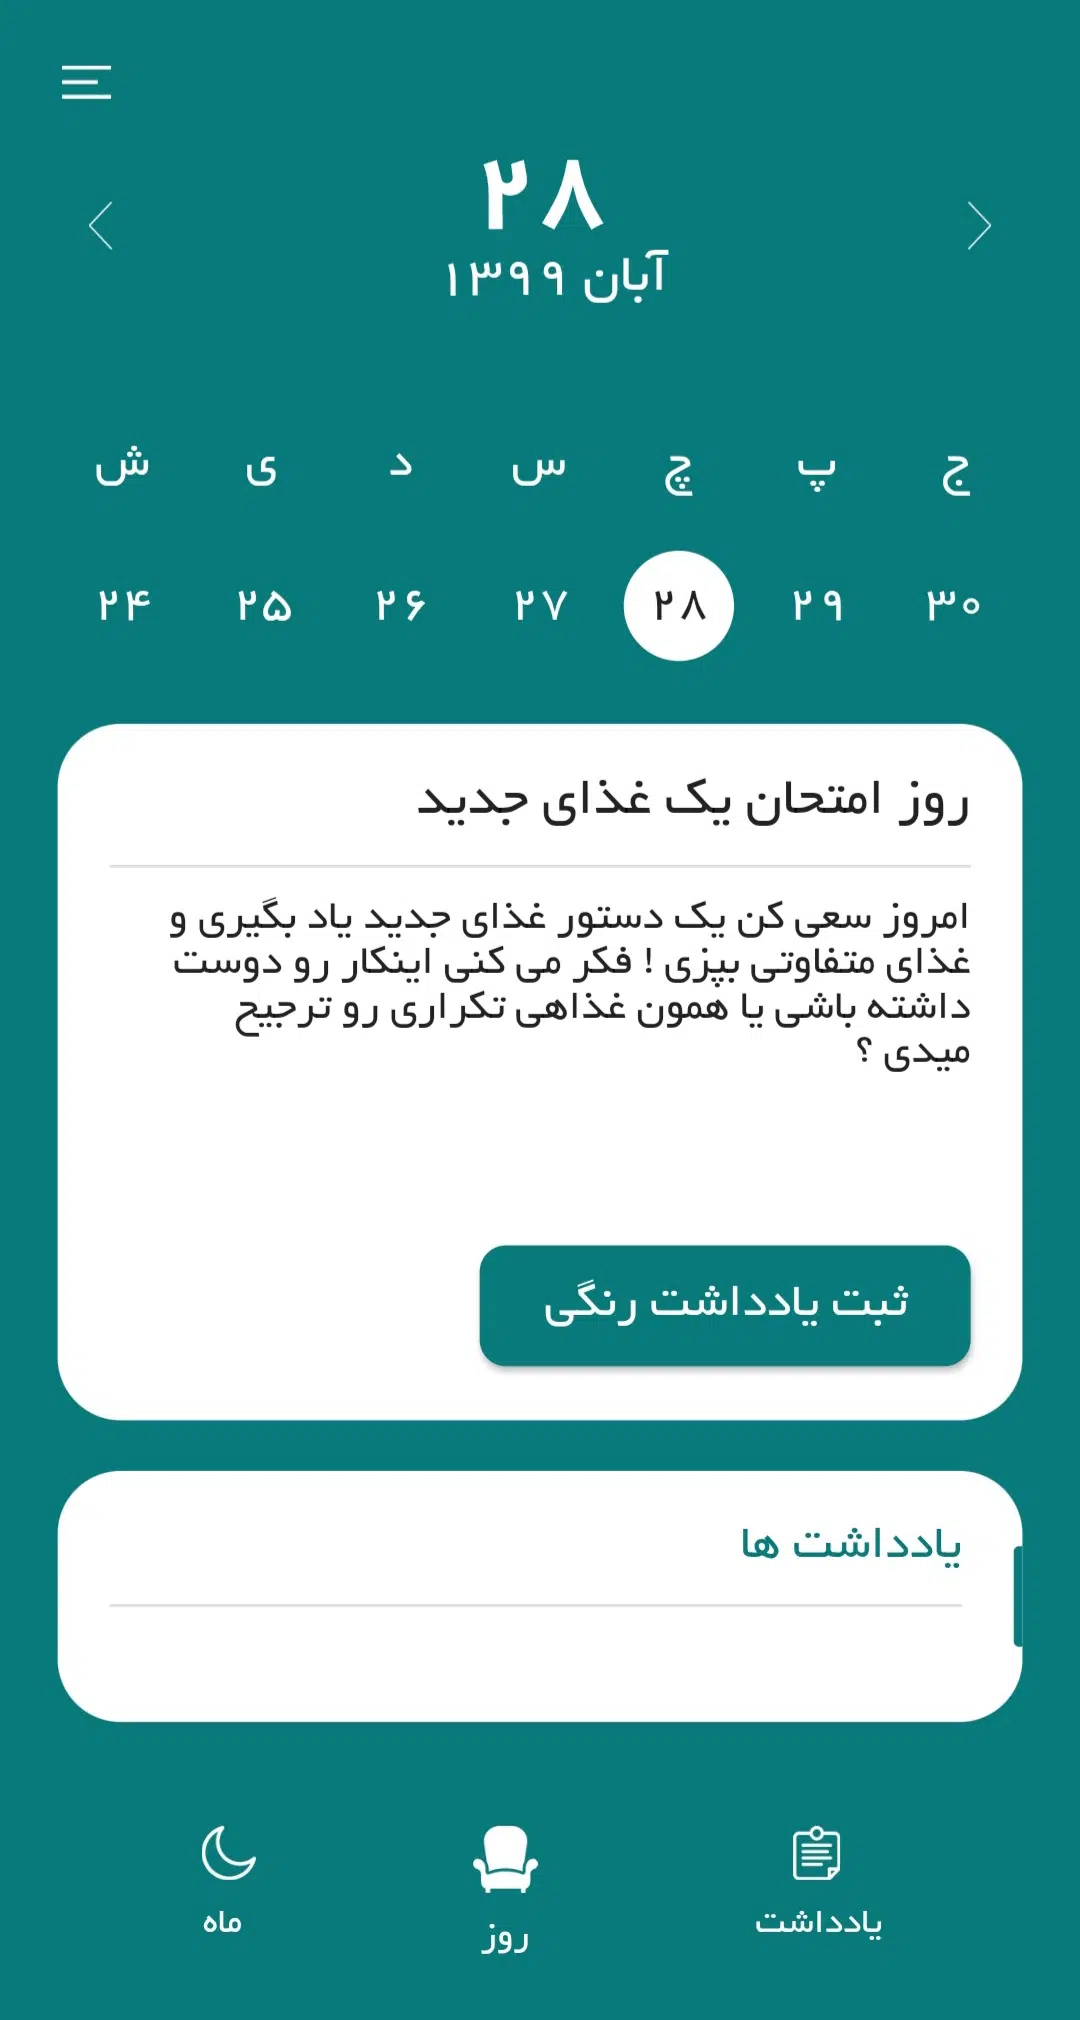 ۲۸
آبان ۱۳۹۹
ش ی د س چ پ ج
۲۴ ۲۵ ۲۶ ۲۷ ۲۸ ۲۹ ۳۰
روز امتحان یک غذای جدید
امروز سعی کن یک دستور غذای جدید یاد بگیری و
غذای متفاوتی بپزی ! فکر می کنی اینکار رو دوست
داشته باشی یا همون غذاهی تکراری رو ترجیح
میدی ؟
ثبت یادداشت رنگی
یادداشت ها
یادداشت
روز
ماه